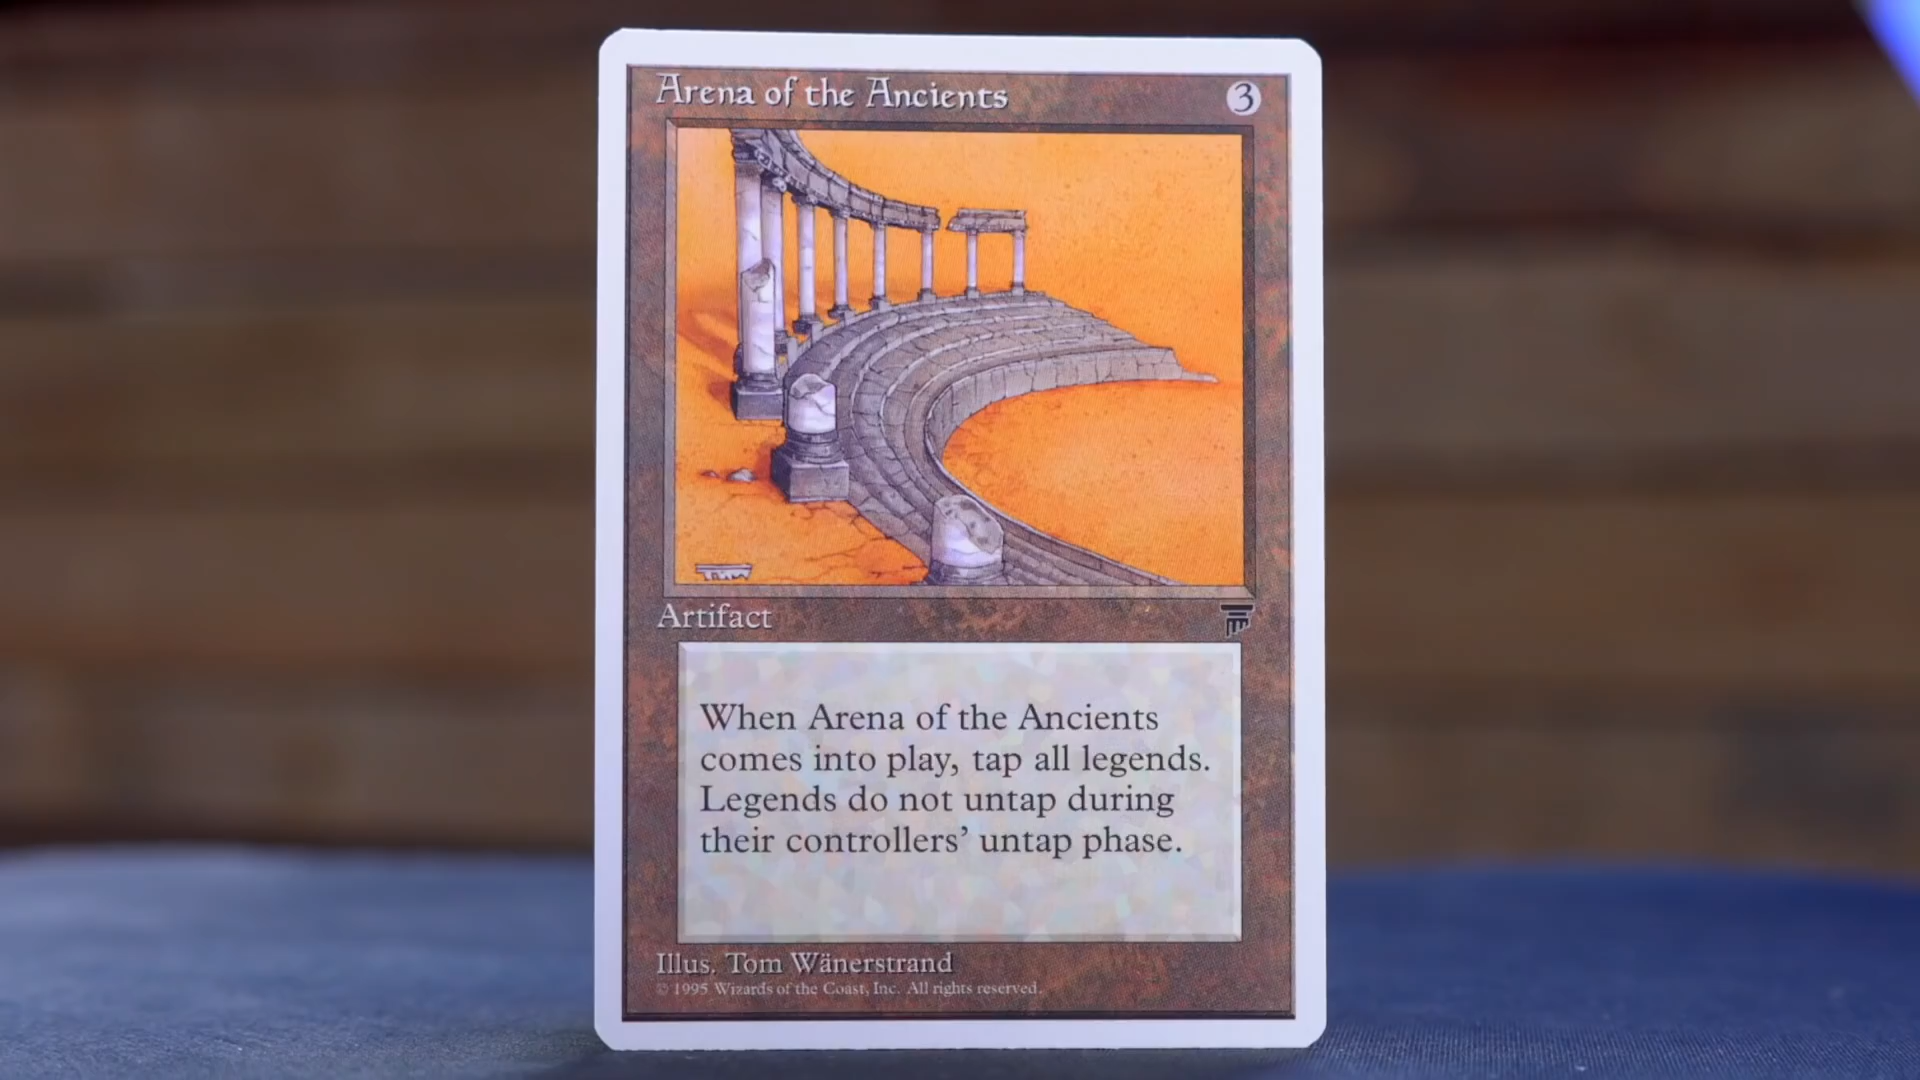 Arena of the Ancients 3
Artifact
When Arena of the Ancients
comes into play, tap all legends.
Legends do not untap during
their controllers’ untap phase.
Illus. Tom Wänerstrand
© 1995 Wizards of the Coast, Inc. All rights reserved.